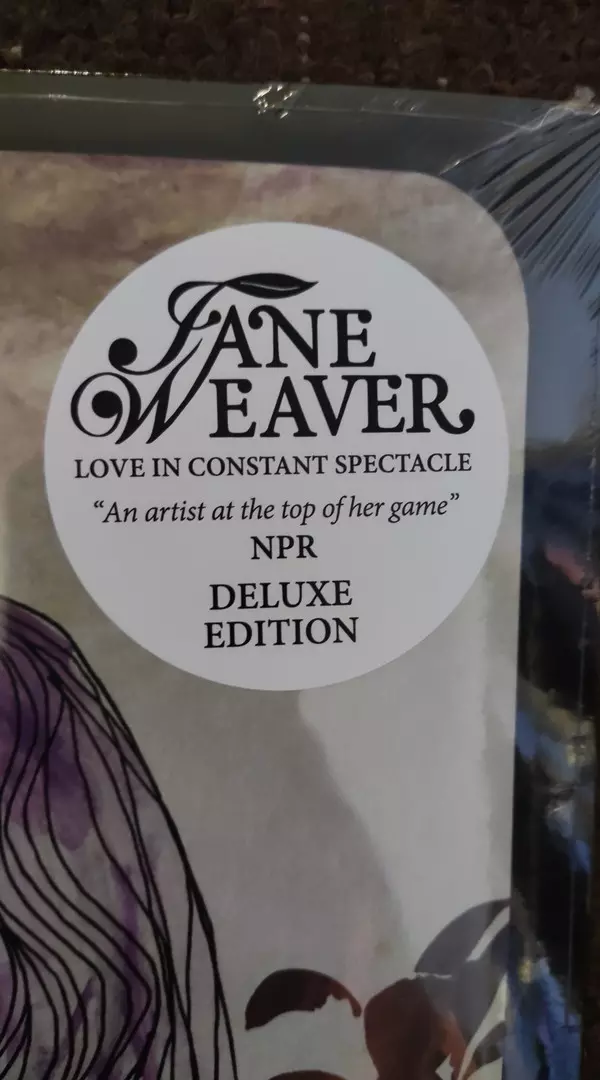 JANE
WEAVER
LOVE IN CONSTANT SPECTACLE
“An artist at the top of her game”
NPR
DELUXE
EDITION